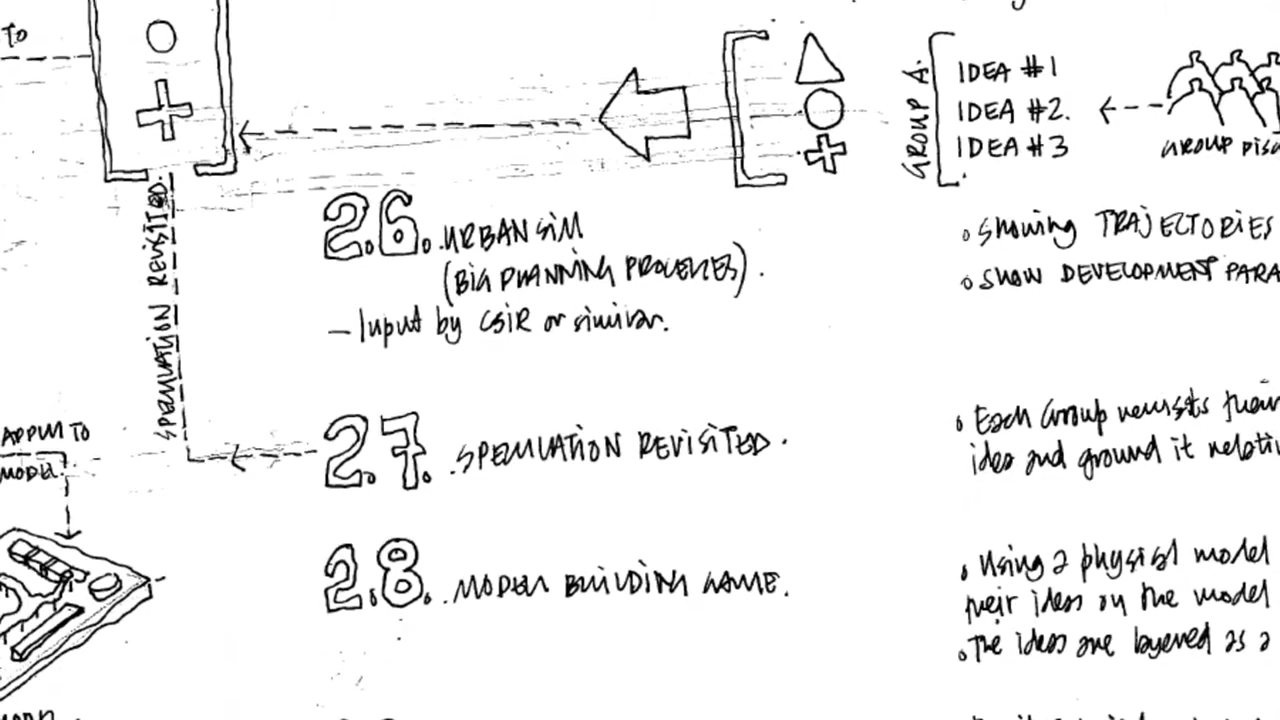 TO
GROUP A.
IDEA #1
IDEA #2.
IDEA #3
GROUP
SPECULATION REVISITED.
2.6. URBAN SIM
(BIG PLANNING PROCESSES).
- Input by CSIR or similar.
o showing TRAJECTORIES
o SHOW DEVELOPMENT PARA
2.7. SPECULATION REVISITED.
o Each Group revisits their
idea and ground it relativ
APPLY TO
MODEL.
2.8. MODEL BUILDING GAME.
o Using a physical model
their ideas on the model
o The ideas are layered as a